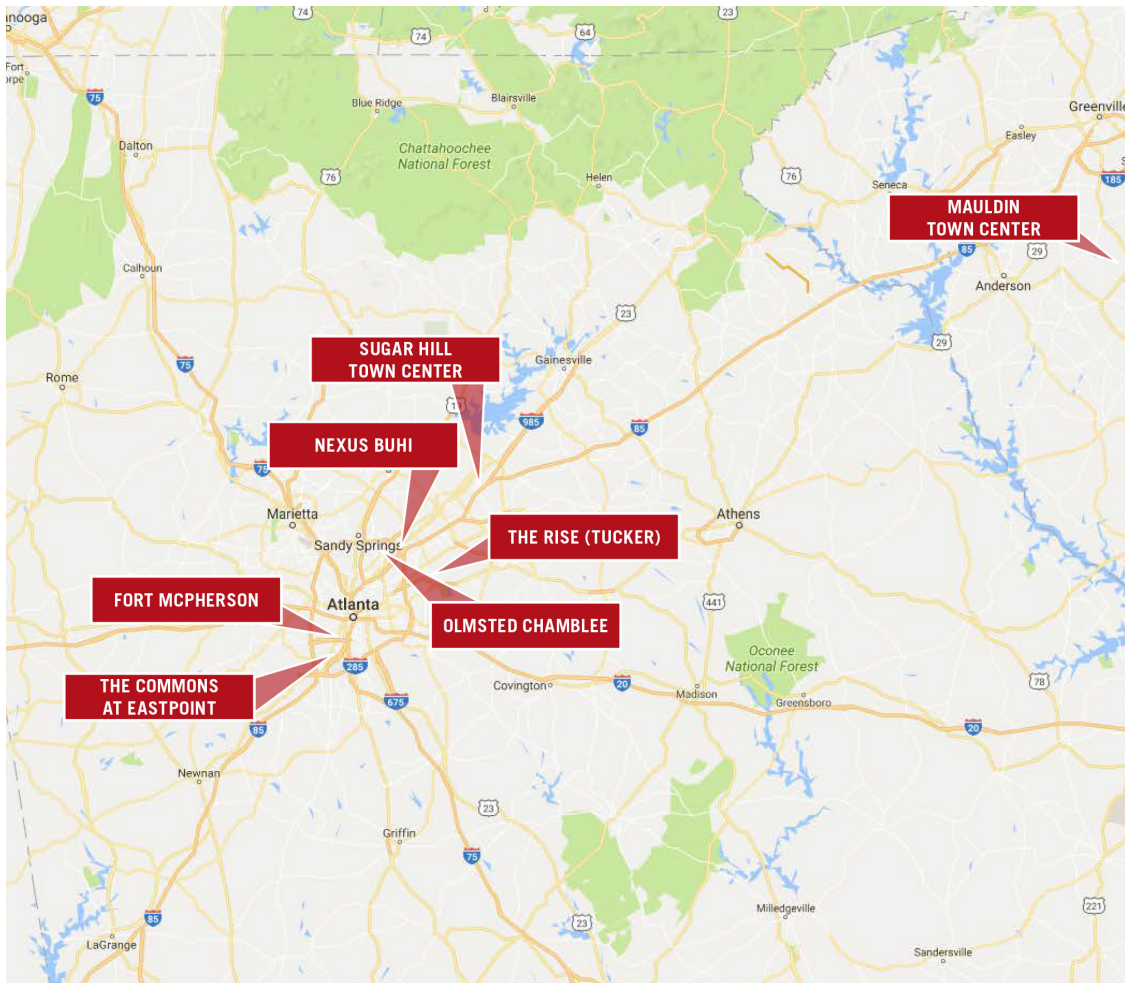 anooga
74
64
23
Fort
orpe
75
Blue Ridge
Blairsville
Greenville
Easley
Dalton
Chattahoochee
National Forest
76
Helen
76
Seneca
185
S
MAULDIN
TOWN CENTER
85
29
Calhoun
Anderson
23
29
SUGAR HILL
TOWN CENTER
Gainesville
75
Rome
19
985
85
NEXUS BUHI
75
Marietta
Athens
THE RISE (TUCKER)
Sandy Springs
FORT MCPHERSON
Atlanta
441
OLMSTED CHAMBLEE
Oconee
National Forest
285
THE COMMONS
AT EASTPOINT
Covington
20
Madison
78
675
Greensboro
85
20
Newnan
23
Griffin
75
Milledgeville
221
85
23
LaGrange
Sandersville